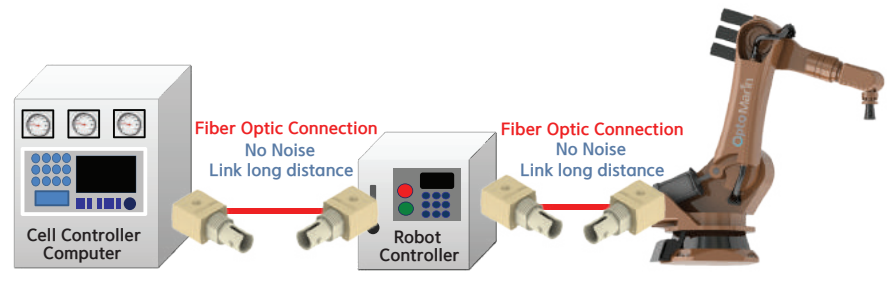 Fiber Optic Connection
No Noise
Link long distance
Fiber Optic Connection
No Noise
Link long distance
OptoMarin
Cell Controller
Computer
Robot
Controller